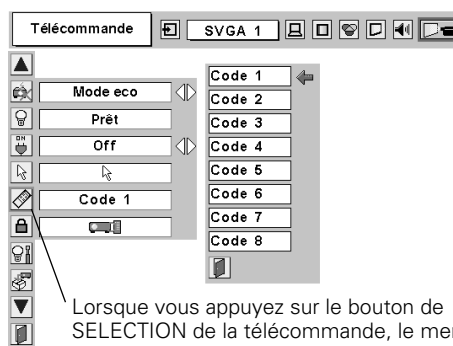 Télécommande
SVGA 1
Code 1
Mode eco
Code 2
Prêt
Code 3
ON
Off
Code 4
Code 5
Code 1
Code 6
Code 7
Code 8
Lorsque vous appuyez sur le bouton de
SELECTION de la télécommande, le